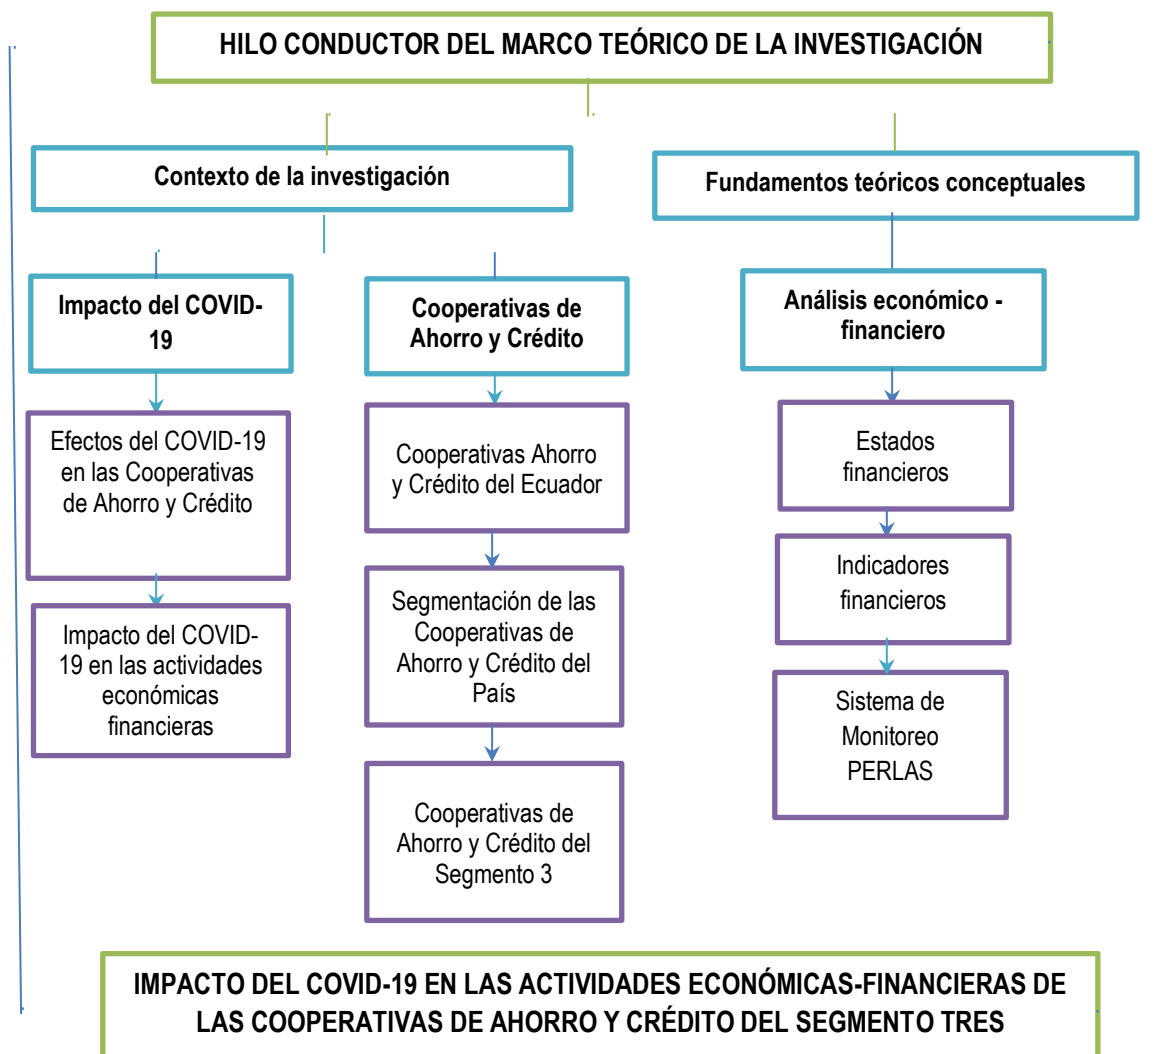 HILO CONDUCTOR DEL MARCO TEÓRICO DE LA INVESTIGACIÓN
Contexto de la investigación
Fundamentos teóricos conceptuales
Impacto del COVID-
19
Cooperativas de
Ahorro y Crédito
Análisis económico -
financiero
Efectos del COVID-19
en las Cooperativas
de Ahorro y Crédito
Impacto del COVID-
19 en las actividades
económicas
financieras
Cooperativas Ahorro
y Crédito del Ecuador
Segmentación de las
Cooperativas de
Ahorro y Crédito del
País
Cooperativas de
Ahorro y Crédito del
Segmento 3
Estados
financieros
Indicadores
financieros
Sistema de
Monitoreo
PERLAS
IMPACTO DEL COVID-19 EN LAS ACTIVIDADES ECONÓMICAS-FINANCIERAS DE
LAS COOPERATIVAS DE AHORRO Y CRÉDITO DEL SEGMENTO TRES